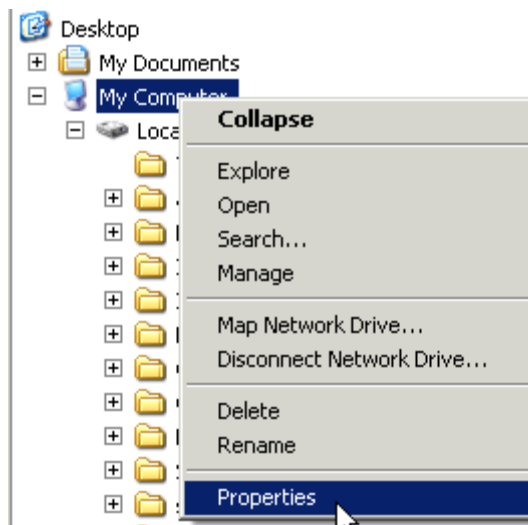 Desktop
My Documents
My Computer
Collapse
Explore
Open
Search...
Manage
Map Network Drive...
Disconnect Network Drive...
Delete
Rename
Properties